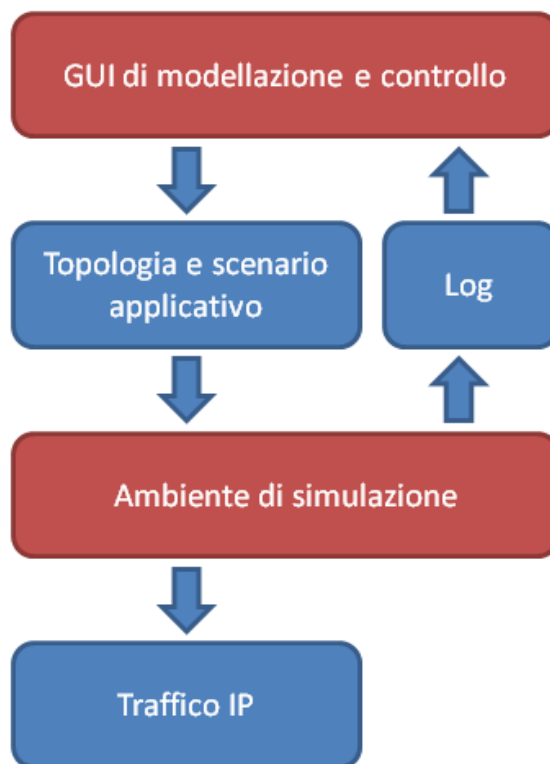 GUI di modellazione e controllo
Topologia e scenario
applicativo
Log
Ambiente di simulazione
Traffico IP